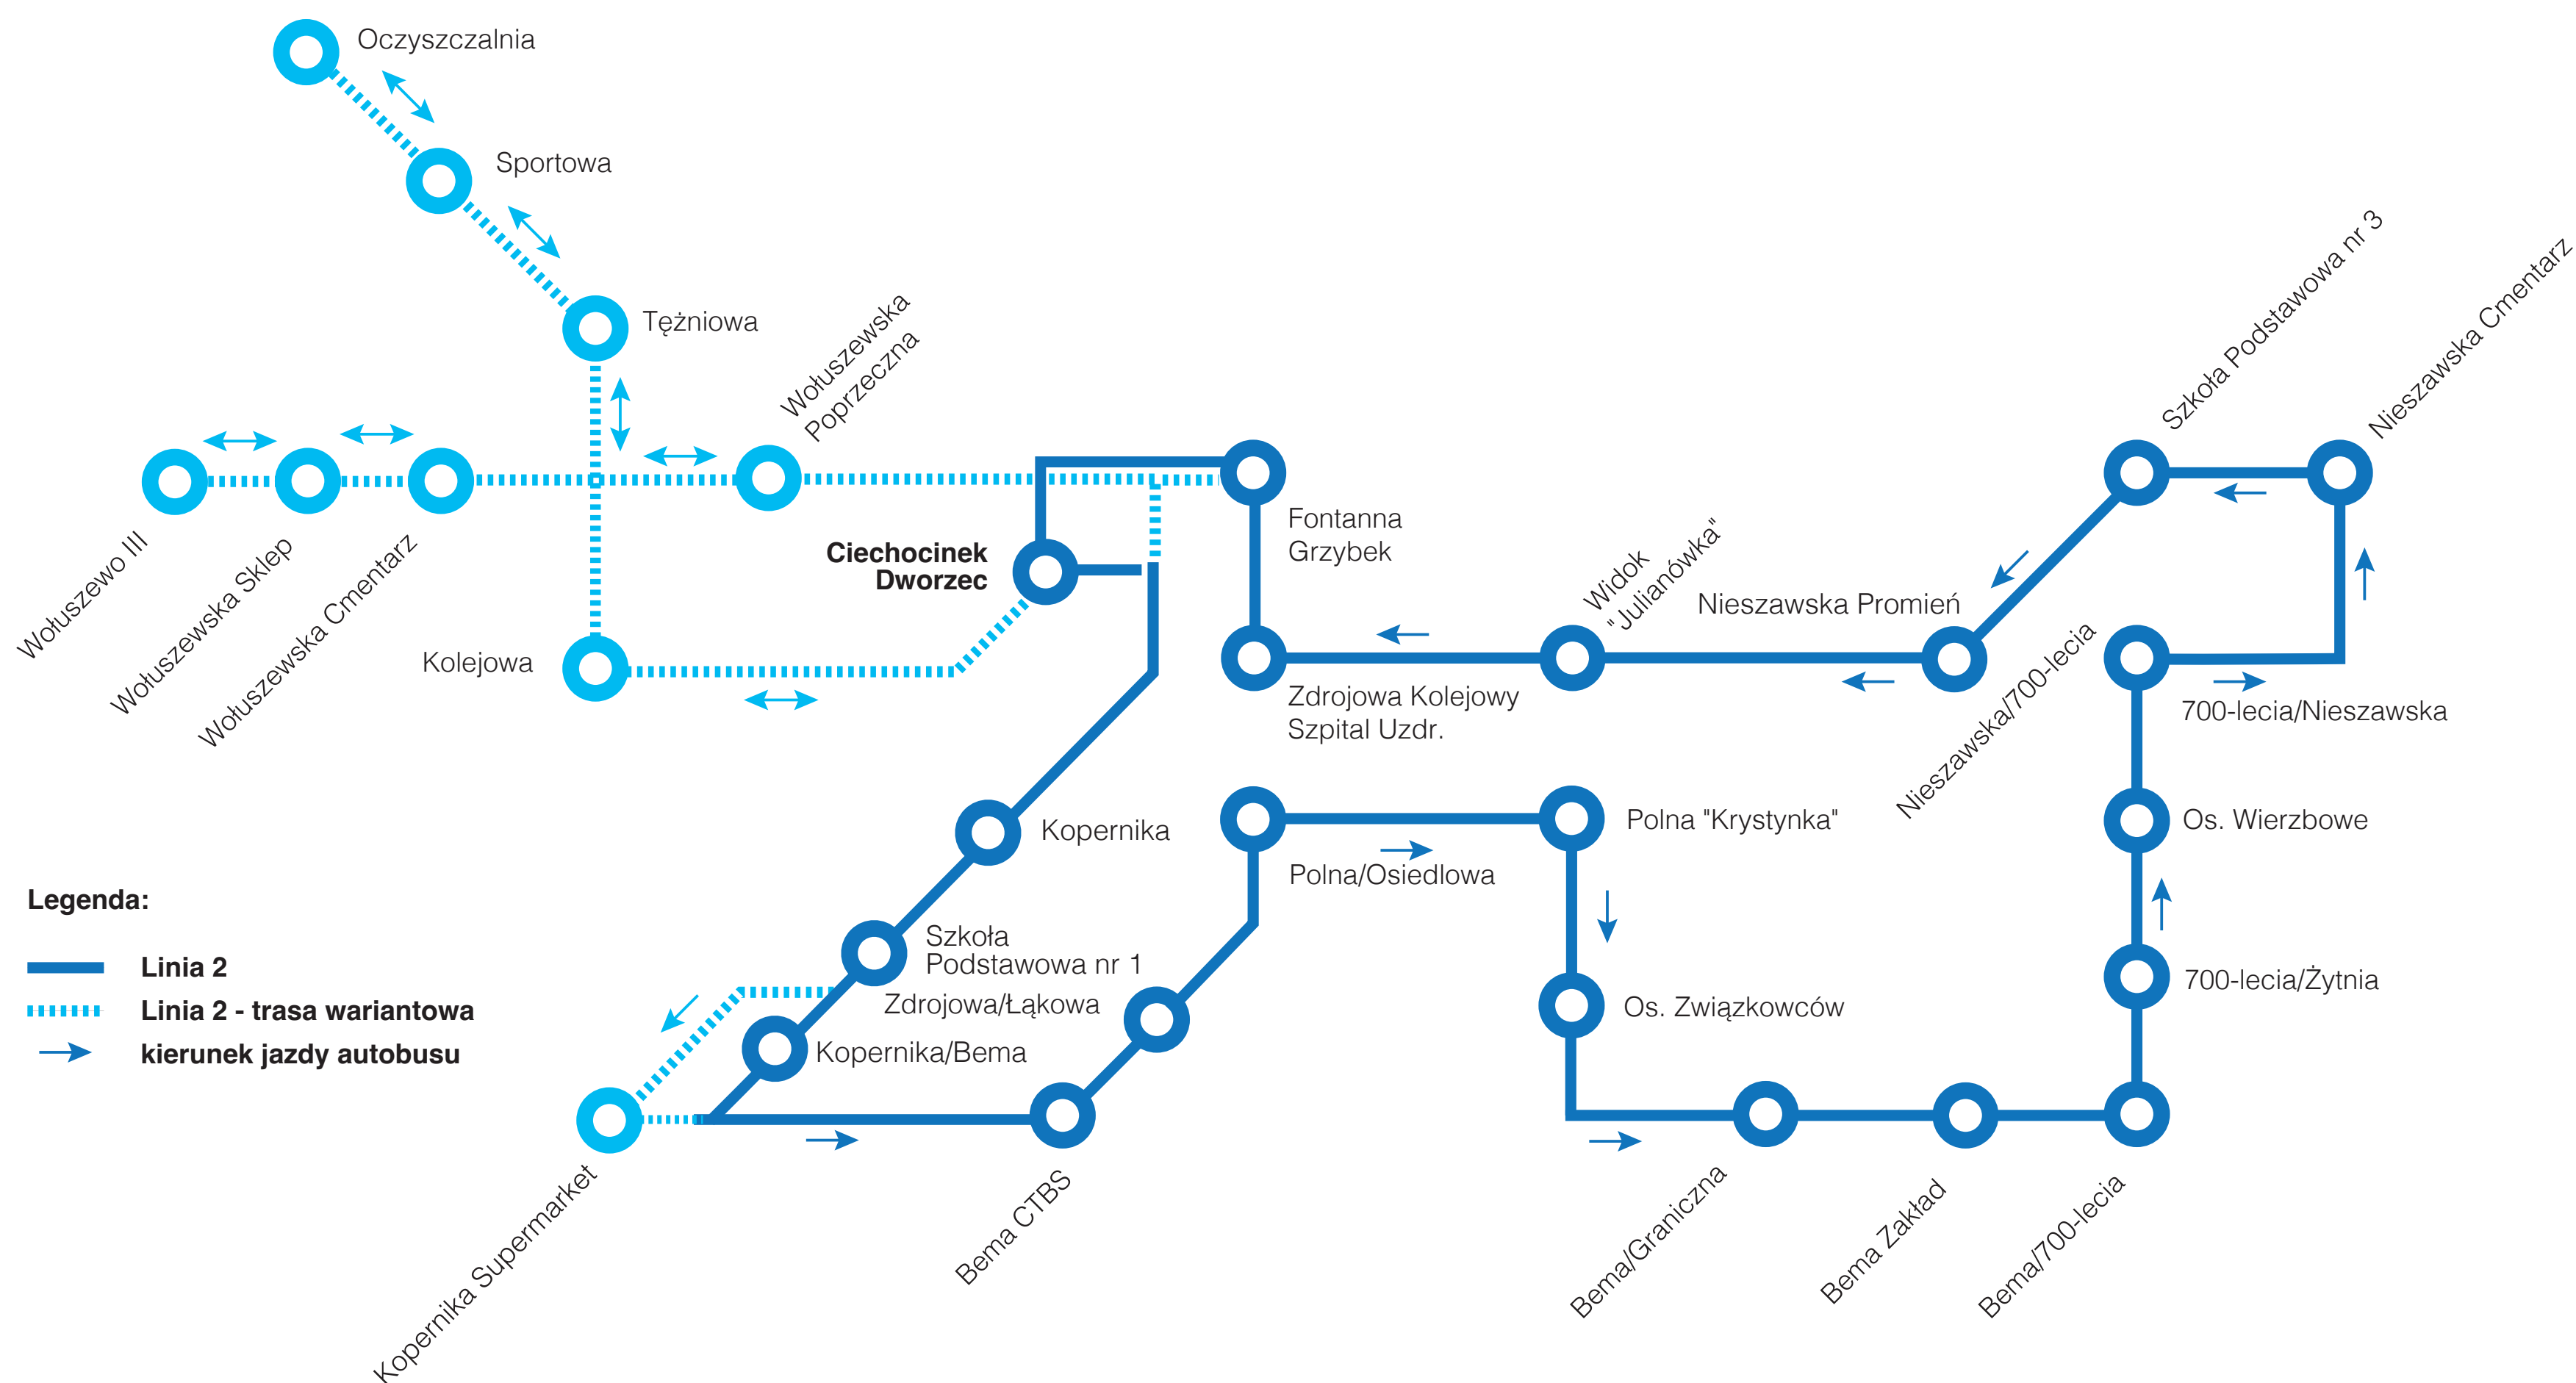 Oczyszczalnia
Sportowa
Tężniowa
Wołuszewska
Poprzeczna
Szkoła Podstawowa nr 3
Nieszawska Cmentarz
Wołuszewo III
Wołuszewska Sklep
Wołuszewska Cmentarz
Ciechocinek
Dworzec
Fontanna
Grzybek
Widok
"Julianówka"
Nieszawska Promień
Nieszawska/700-lecia
Kolejowa
Zdrojowa Kolejowy
Szpital Uzdr.
700-lecia/Nieszawska
Kopernika
Polna/Osiedlowa
Polna "Krystynka"
Os. Wierzbowe
Szkoła
Podstawowa nr 1
Zdrojowa/Łąkowa
Kopernika/Bema
Os. Związkowców
700-lecia/Żytnia
Kopernika Supermarket
Bema CTBS
Bema/Graniczna
Bema Zakład
Bema/700-lecia
Legenda:
Linia 2
Linia 2 - trasa wariantowa
kierunek jazdy autobusu